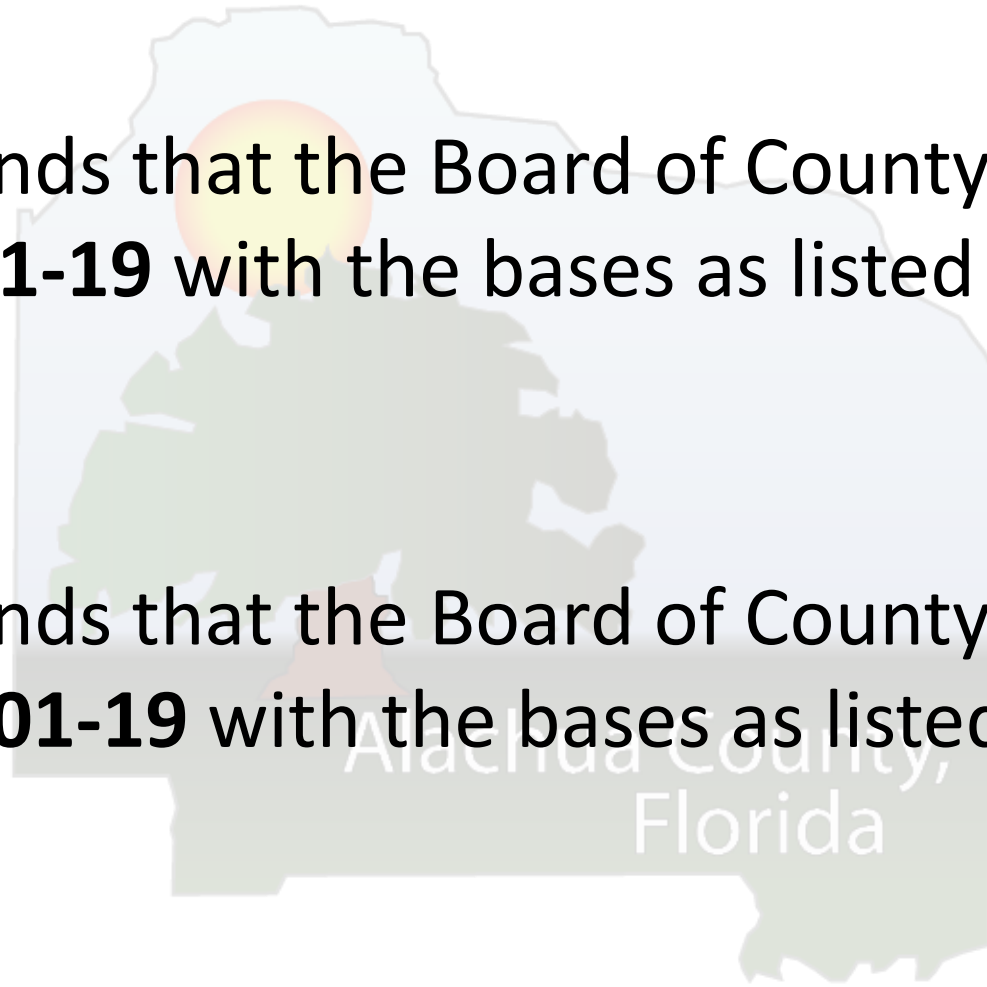 nds that the Board of County
1-19 with the bases as listed
nds that the Board of County
01-19 with the bases as listed
Alachua County,
Florida